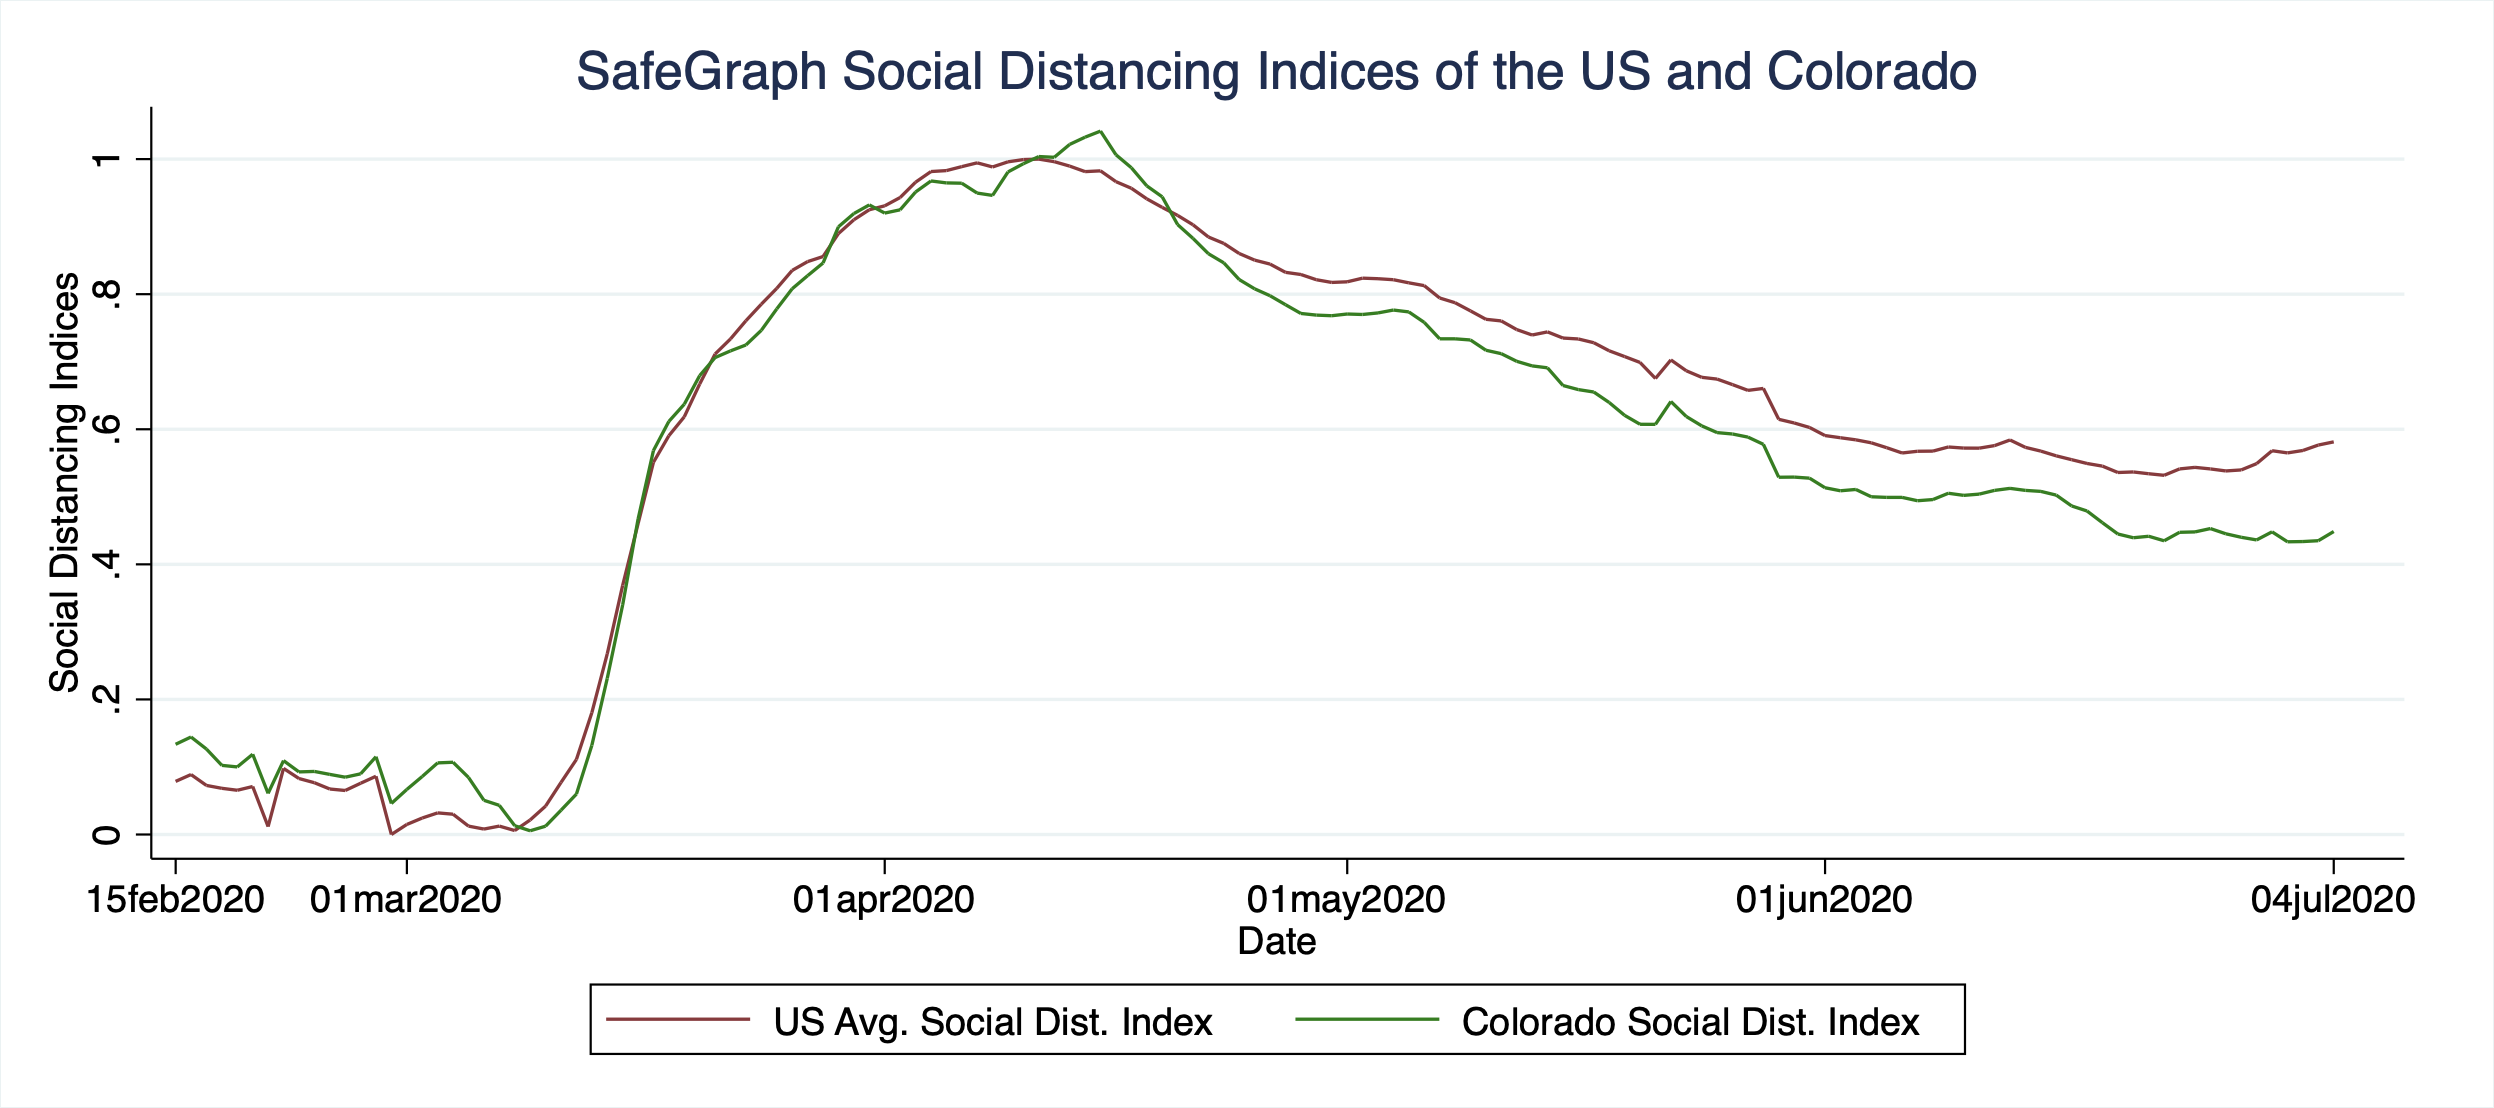 SafeGraph Social Distancing Indices of the US and Colorado
Social Distancing Indices
1
.8
.6
.4
.2
0
15feb2020 01mar2020 01apr2020 01may2020 01jun2020 04jul2020
Date
US Avg. Social Dist. Index Colorado Social Dist. Index